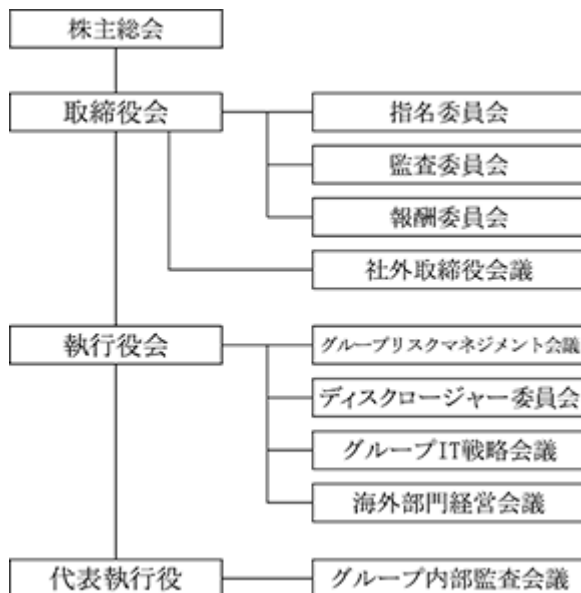 株主総会
取締役会
指名委員会
監査委員会
報酬委員会
社外取締役会議
執行役会
グループリスクマネジメント会議
ディスクロージャー委員会
グループIT戦略会議
海外部門経営会議
代表執行役
グループ内部監査会議